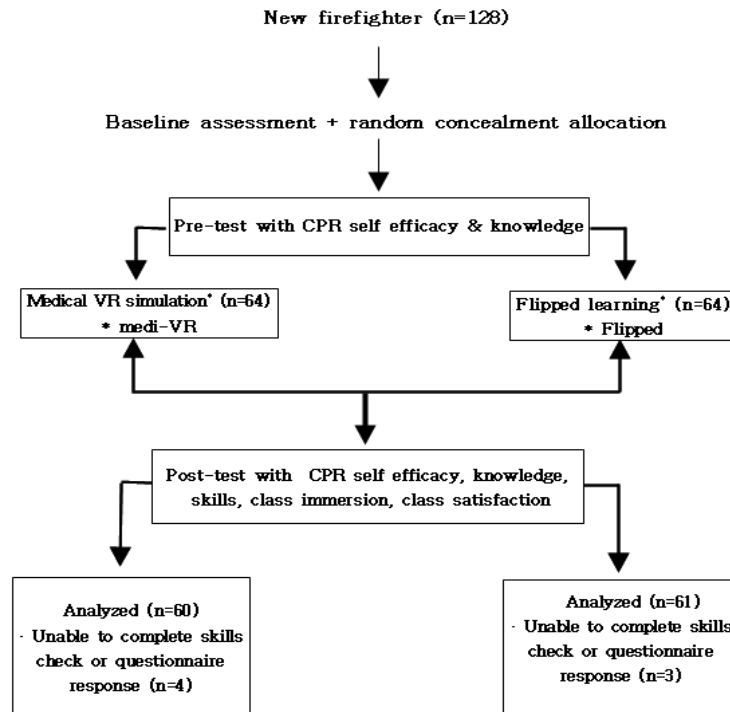 New firefighter (n=128)
Baseline assessment + random concealment allocation
Pre-test with CPR self efficacy & knowledge
Medical VR simulation* (n=64)
* medi-VR
Flipped learning* (n=64)
* Flipped
Post-test with CPR self efficacy, knowledge,
skills, class immersion, class satisfaction
Analyzed (n=60)
· Unable to complete skills
check or questionnaire
response (n=4)
Analyzed (n=61)
· Unable to complete skills
check or questionnaire
response (n=3)